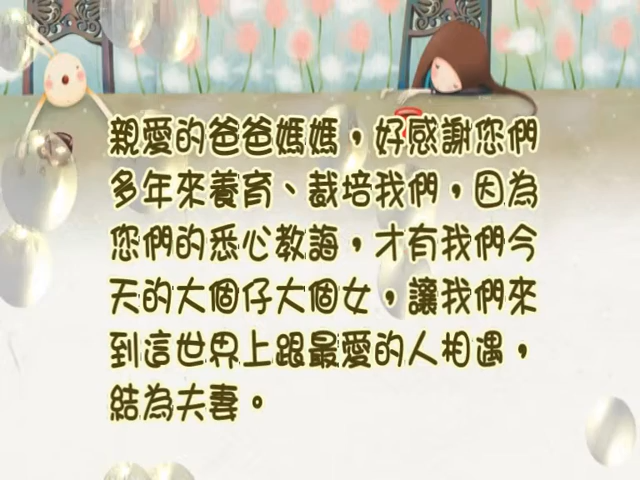 親愛的爸爸媽媽，好感謝您們
多年來養育、栽培我們，因為
您們的悉心教誨，才有我們今
天的大個仔大個女，讓我們來
到這世界上跟最愛的人相遇，
結為夫妻。